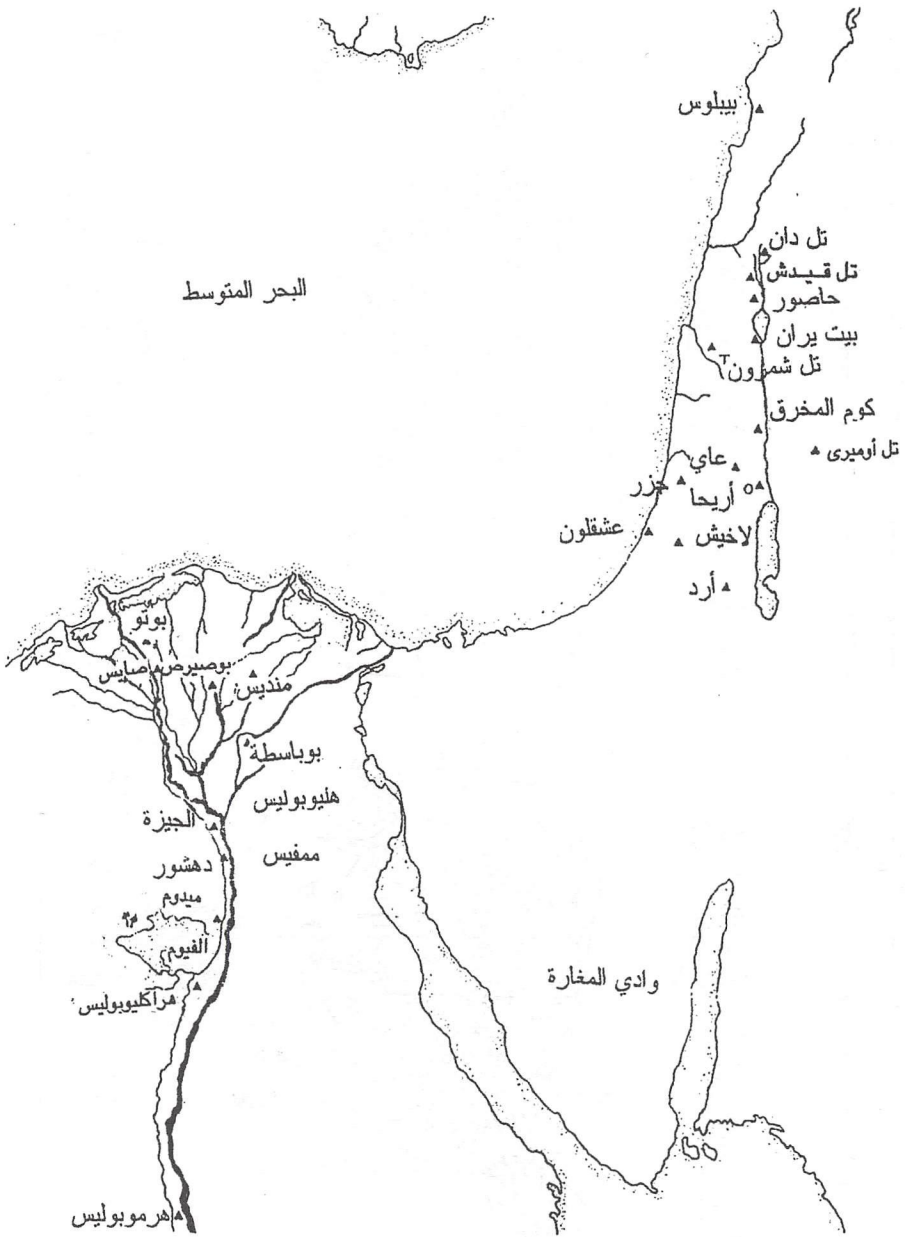 بيبلوس
تل دان
تل قيدش
حاصور
البحر المتوسط
بيت يران
تل شمرون
كوم المخرق
تل أوميرى
عاي
جزر
أريحا
عشقلون
لاخيش
أرد
بوتو
صايس
بوصيرص
منديس
بوباسطة
هليوبوليس
الجيزة
ممفيس
دهشور
ميدوم
الفيوم
وادي المغارة
هراكليوبوليس
هرموبوليس